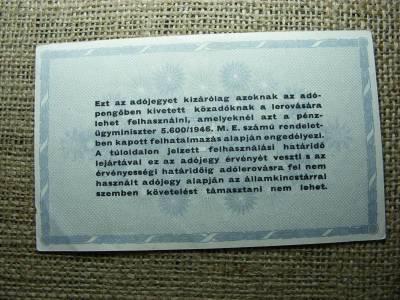 Ezt az adójegyet kizárólag azoknak az adó-
pengőben kivetett közadóknak a lerovására
lehet felhasználni, amelyeknél azt a pénz-
ügyminiszter 5.600/1946. M. E. számú rendelet-
ben kapott felhatalmazás alapján engedélyezi.
A túloldalon jelzett felhasználási határidő
lejártával ez az adójegy érvényét veszti s az
érvényességi határidőig adólerovásra fel nem
használt adójegy alapján az államkincstárral
szemben követelést támasztani nem lehet.